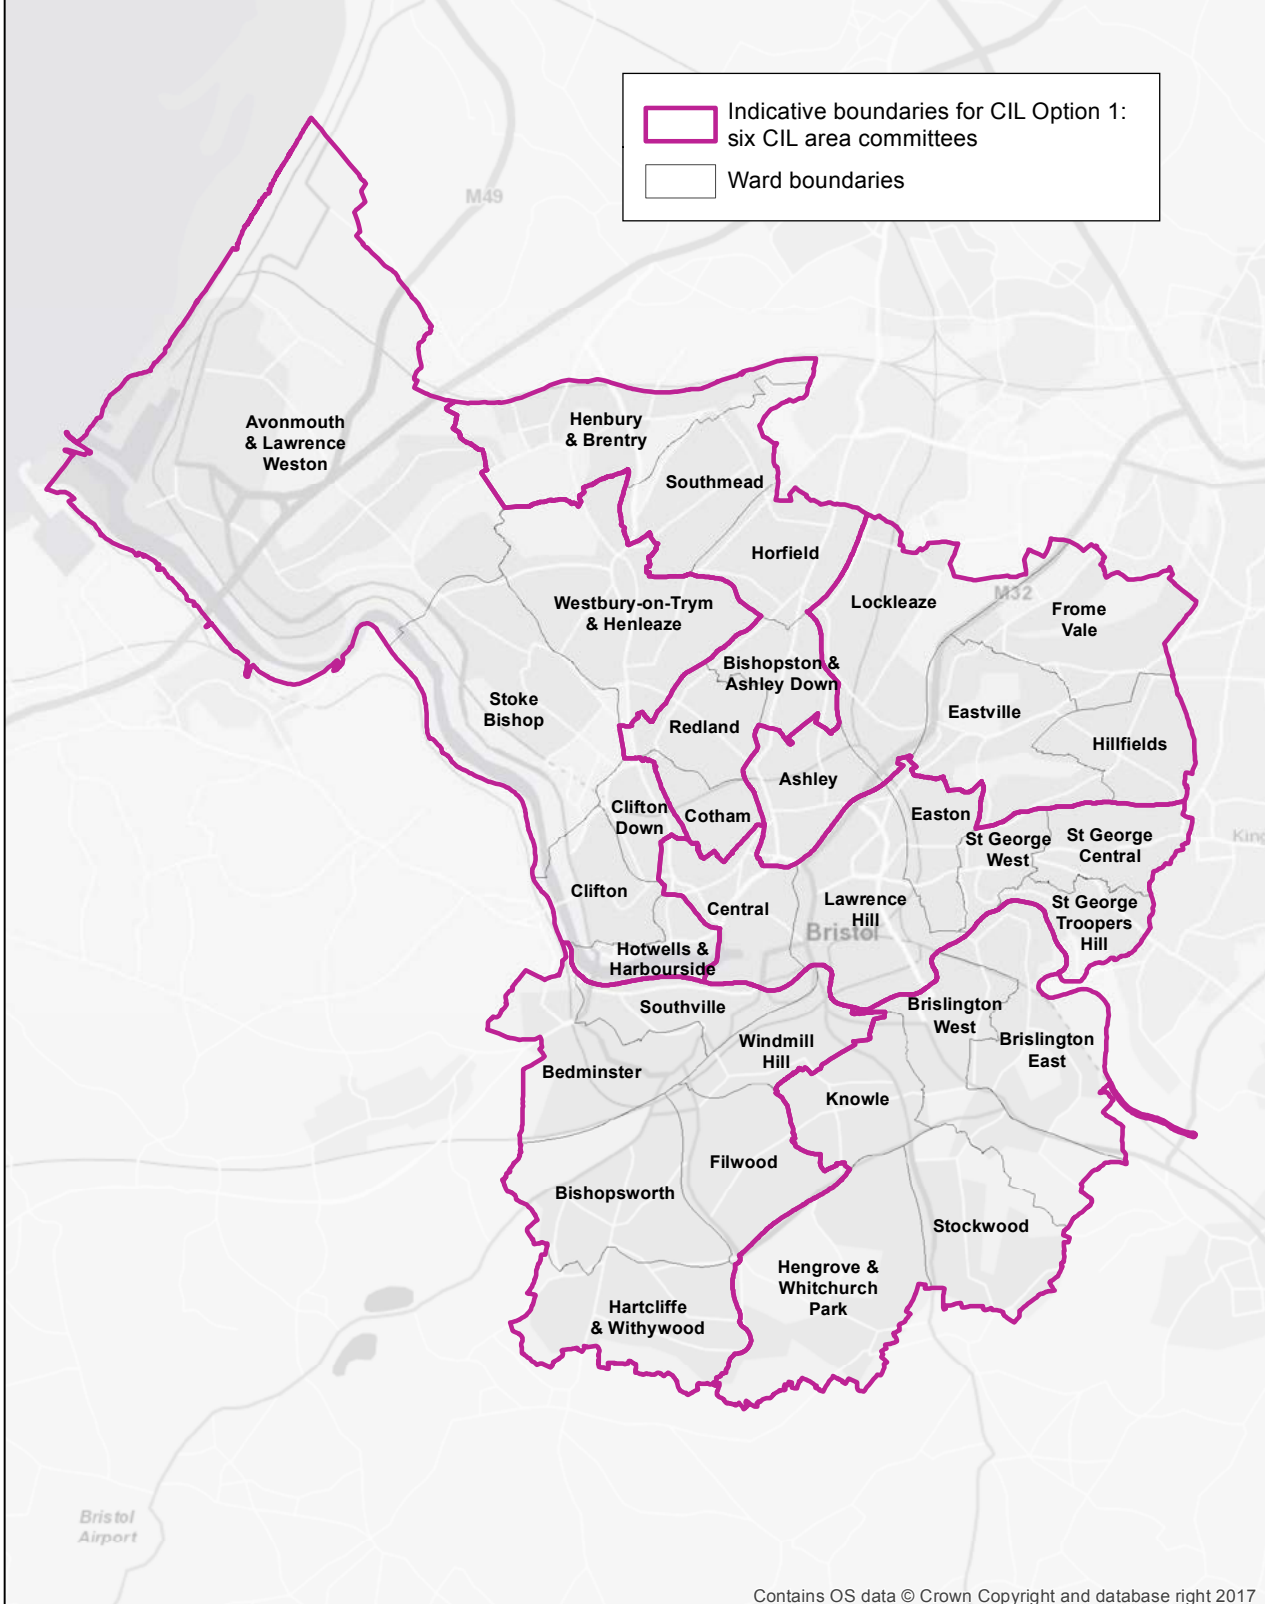 Indicative boundaries for CIL Option 1:
six CIL area committees
Ward boundaries
M49
Avonmouth
& Lawrence
Weston
Henbury
& Brentry
Southmead
Horfield
Lockleaze
M32
Frome
Vale
Westbury-on-Trym
& Henleaze
Bishopston &
Ashley Down
Stoke
Bishop
Redland
Eastville
Hillfields
Ashley
Clifton
Down
Cotham
Easton
St George
West
St George
Central
King
Clifton
Central
Lawrence
Hill
Bristol
St George
Troopers
Hill
Hotwells &
Harbourside
Southville
Brislington
West
Windmill
Hill
Brislington
East
Bedminster
Knowle
Filwood
Bishopsworth
Stockwood
Hengrove &
Whitchurch
Park
Hartcliffe
& Withywood
Bristol
Airport
Contains OS data © Crown Copyright and database right 2017